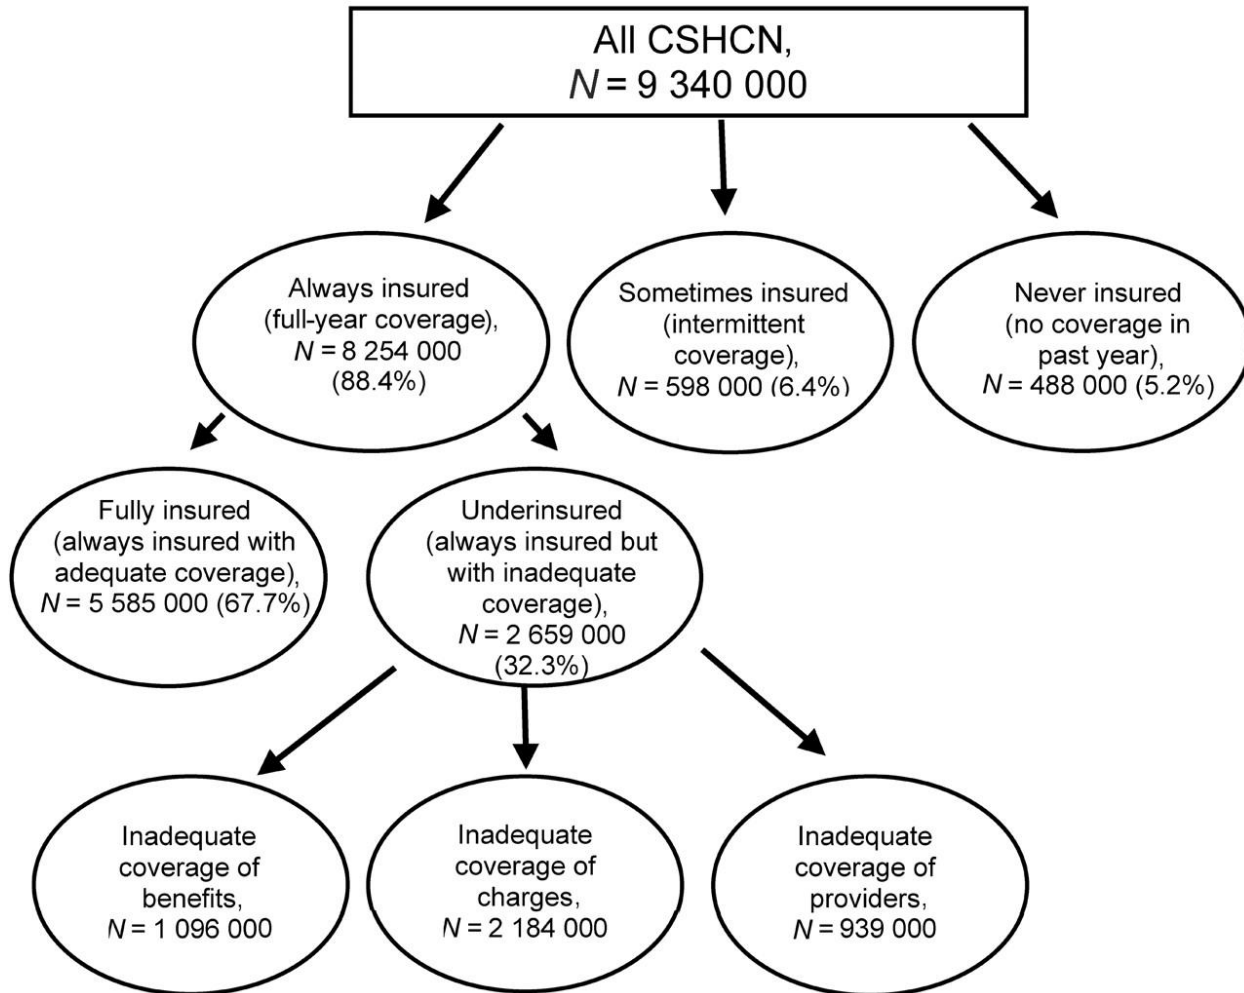 All CSHCN,
N = 9 340 000
Always insured
(full-year coverage),
N = 8 254 000
(88.4%)
Sometimes insured
(intermittent
coverage),
N = 598 000 (6.4%)
Never insured
(no coverage in
past year),
N = 488 000 (5.2%)
Fully insured
(always insured with
adequate coverage),
N = 5 585 000 (67.7%)
Underinsured
(always insured but
with inadequate
coverage),
N = 2 659 000
(32.3%)
Inadequate
coverage of
benefits,
N = 1 096 000
Inadequate
coverage of
charges,
N = 2 184 000
Inadequate
coverage of
providers,
N = 939 000